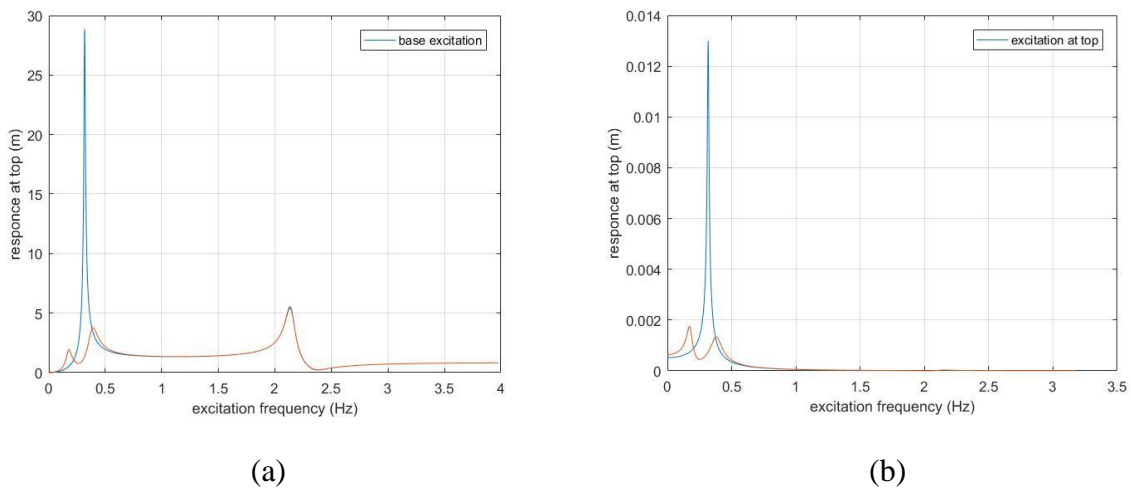 30
25
20
15
10
5
0
responce at top (m)
base excitation
0 0.5 1 1.5 2 2.5 3 3.5 4
excitation frequency (Hz)
(a)
0.014
0.012
0.01
0.008
0.006
0.004
0.002
0
responce at top (m)
excitation at top
0 0.5 1 1.5 2 2.5 3 3.5
excitation frequency (Hz)
(b)